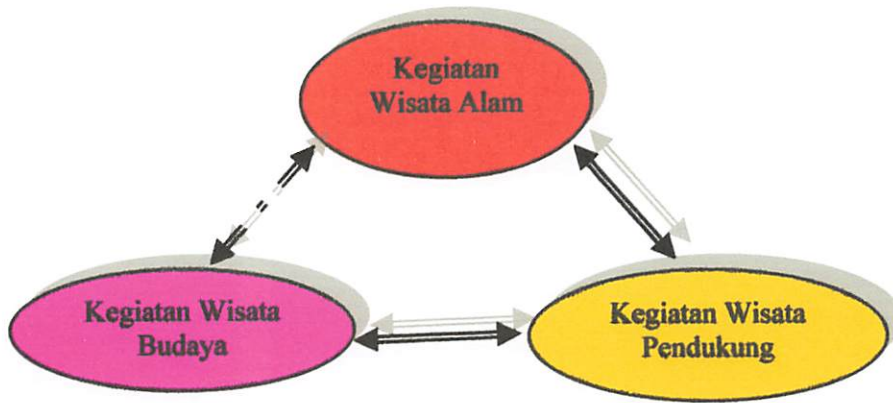 Kegiatan
Wisata Alam
Kegiatan Wisata
Budaya
Kegiatan Wisata
Pendukung